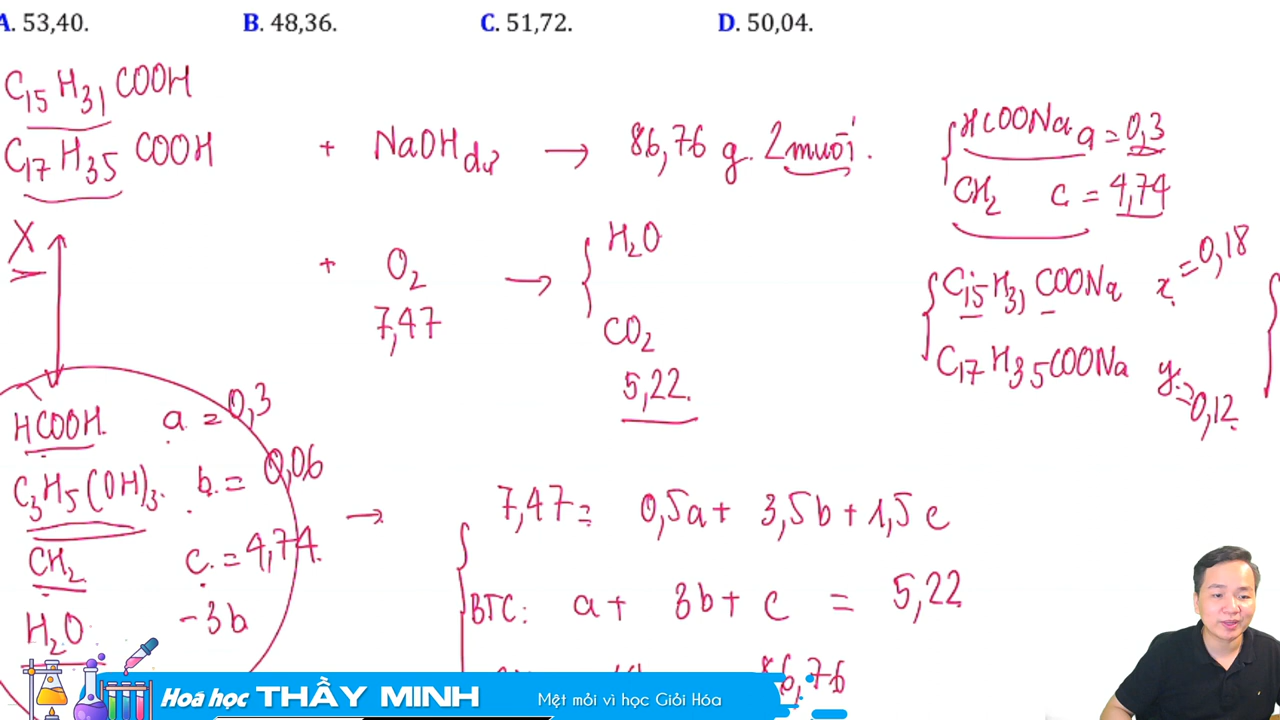 A. 53,40. B. 48,36. C. 51,72. D. 50,04.
C15H31COOH
C17H35COOH + NaOH dư → 86,76 g. 2 muối.
X + O2 → { H2O
7,47 CO2
5,22.
HCOONa a = 0,3
CH2 c = 4,74
C15H31COONa x = 0,18
C17H35COONa y = 0,12
HCOOH. a = 0,3
C3H5(OH)3. b = 0,06
CH2 c = 4,74.
H2O -3b
→
7,47 = 0,5a + 3,5b + 1,5c
BTC: a + 3b + c = 5,22
86,76
Hoá học THẦY MINH
Mệt mỏi vì học Giỏi Hóa